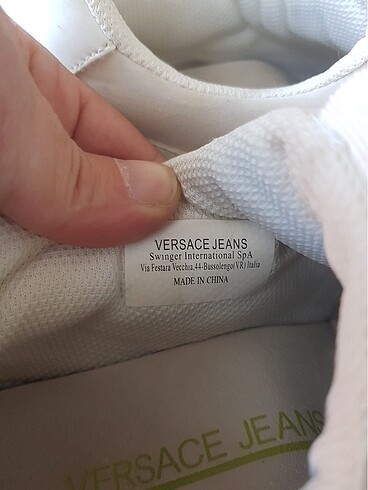 VERSACE JEANS
Swinger International SpA
Via Festara Vecchia,44-Bussolengo(VR) Italia
MADE IN CHINA
VERSACE JEANS